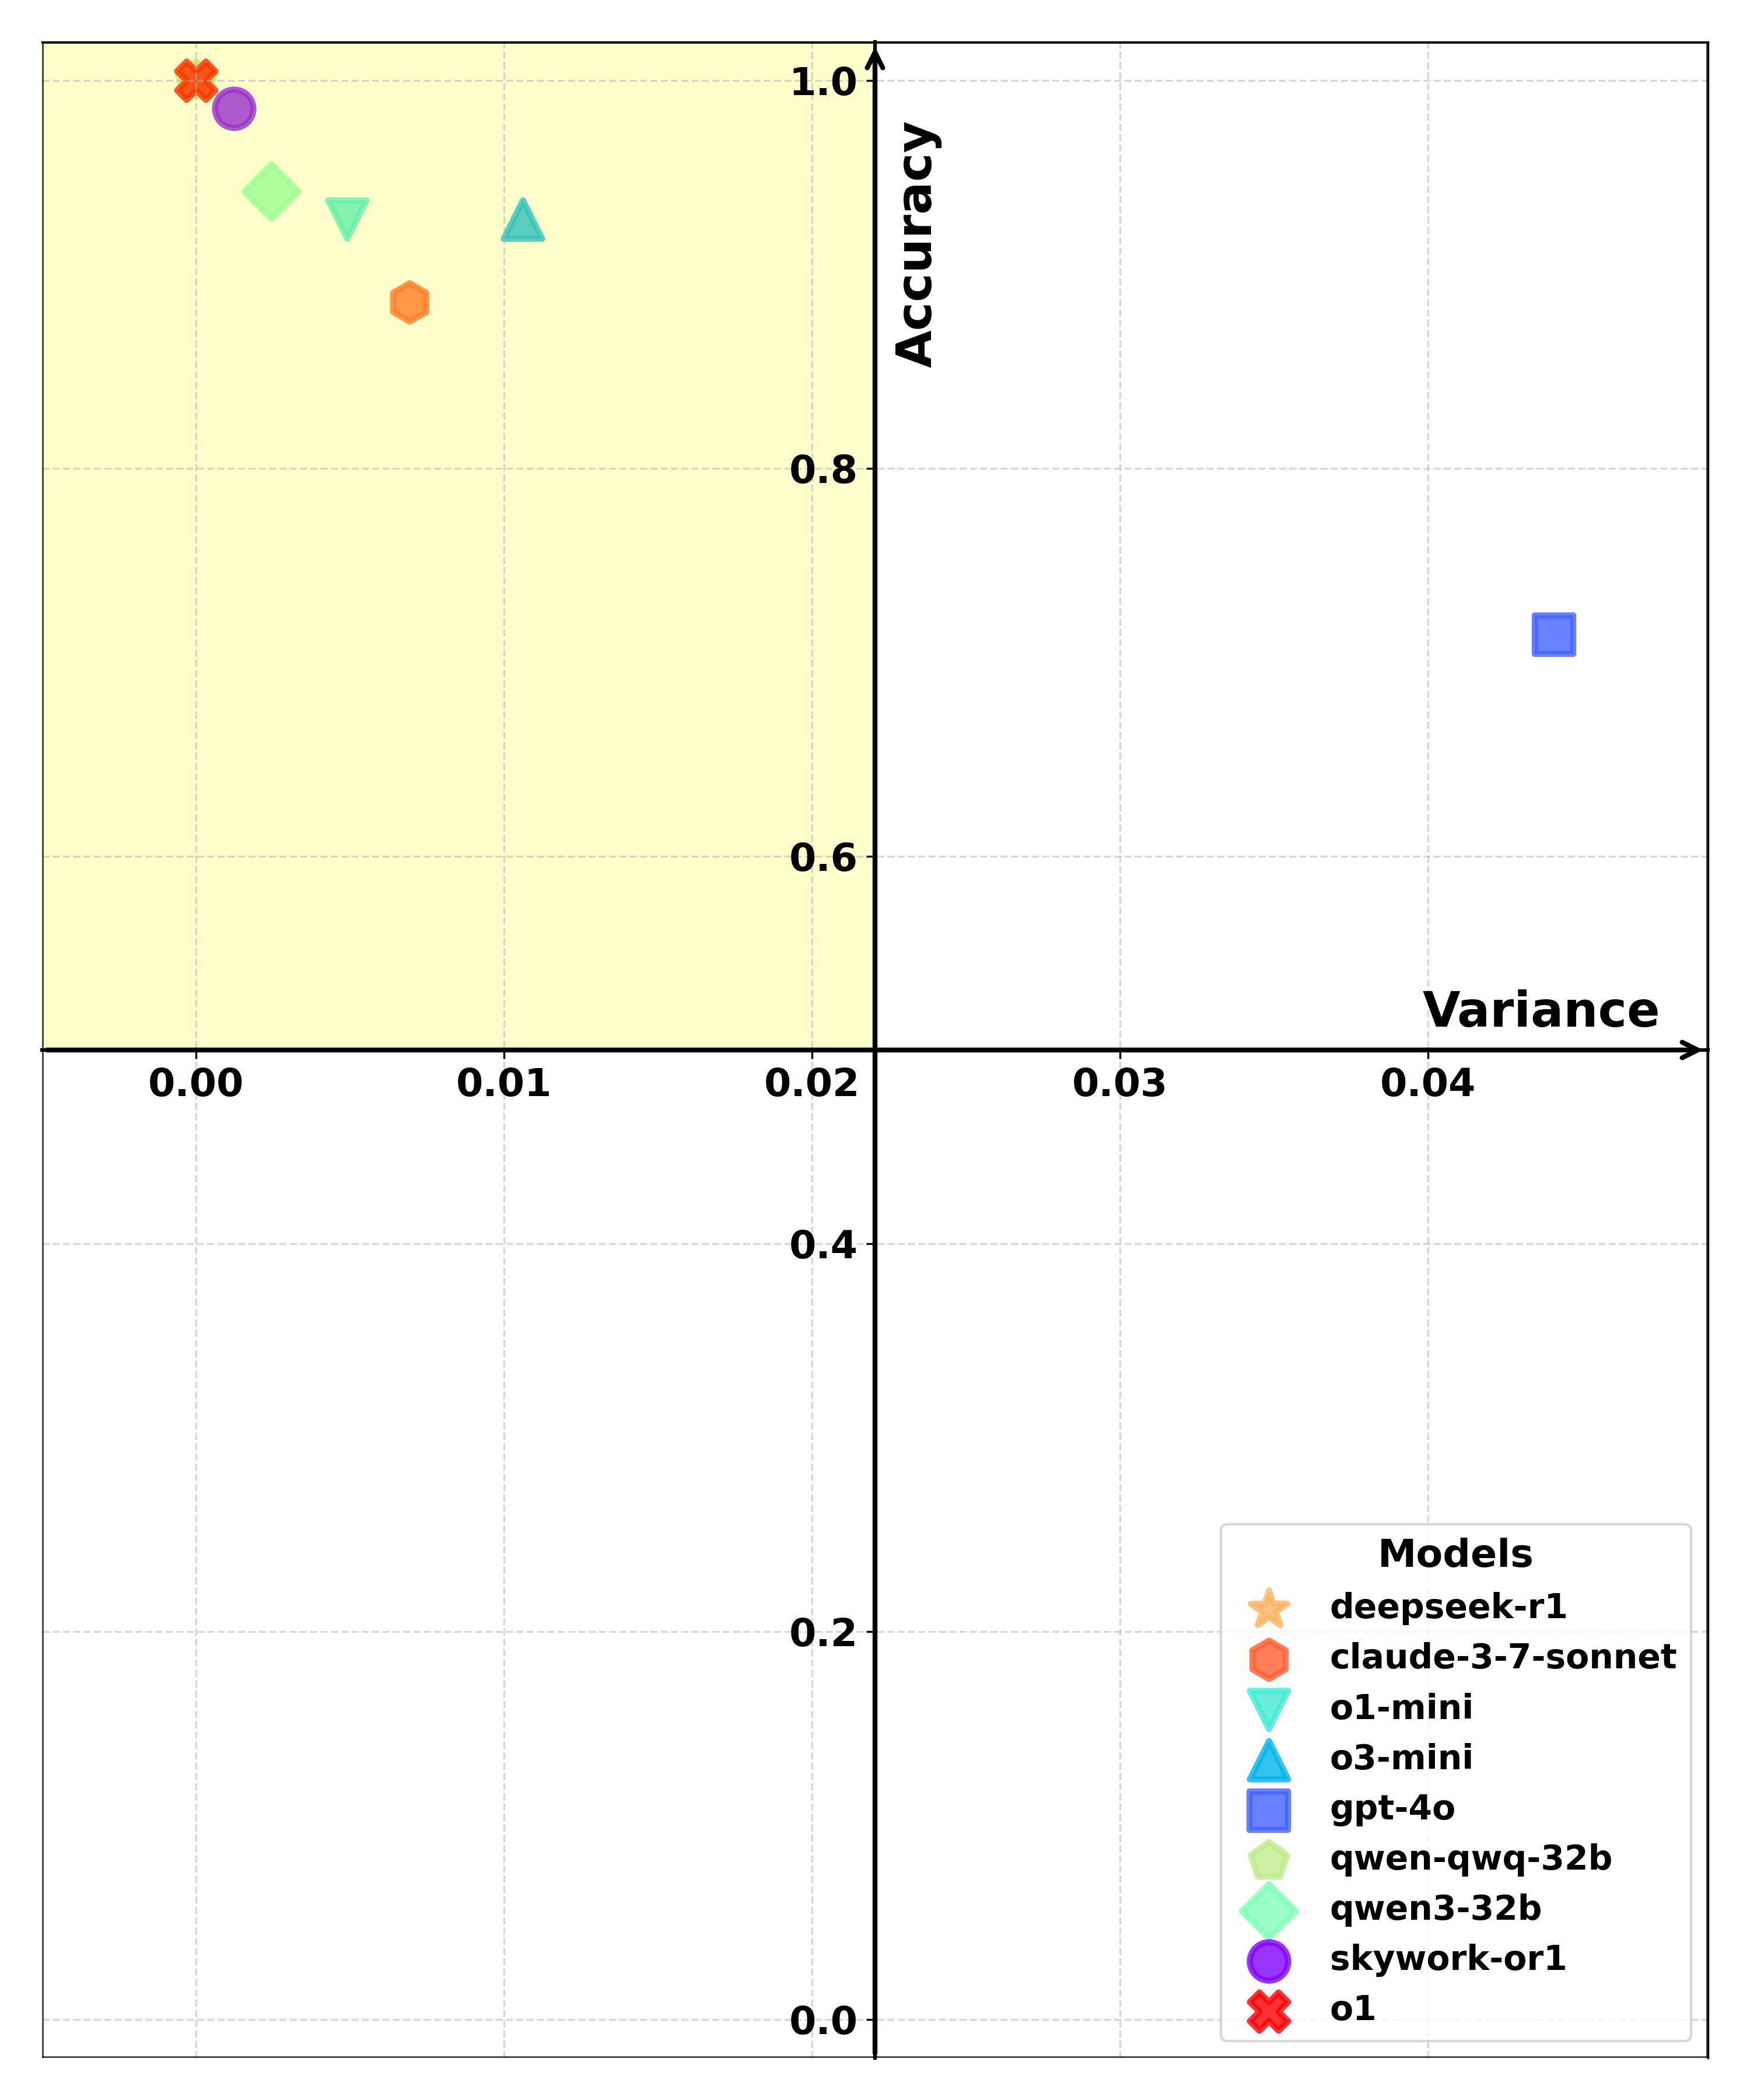 1.0
Accuracy
0.8
0.6
Variance
0.00 0.01 0.02 0.03 0.04
0.4
0.2
0.0
Models
deepseek-r1
claude-3-7-sonnet
o1-mini
o3-mini
gpt-4o
qwen-qwq-32b
qwen3-32b
skywork-or1
o1